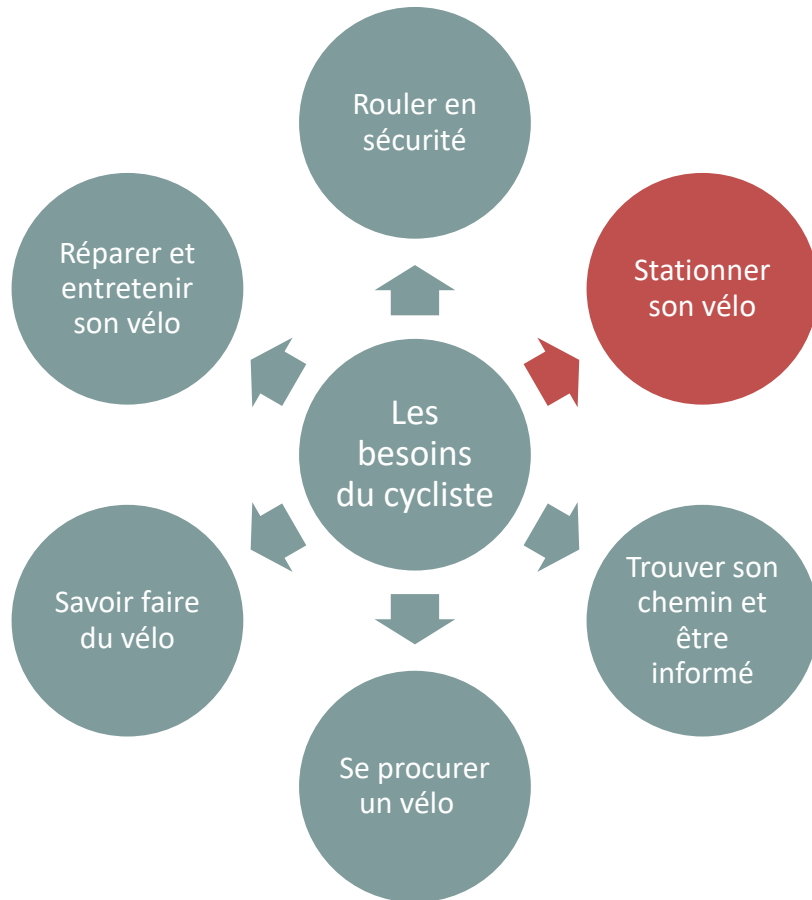 Rouler en
sécurité
Réparer et
entretenir
son vélo
Stationner
son vélo
Les
besoins
du cycliste
Savoir faire
du vélo
Trouver son
chemin et
être
informé
Se procurer
un vélo